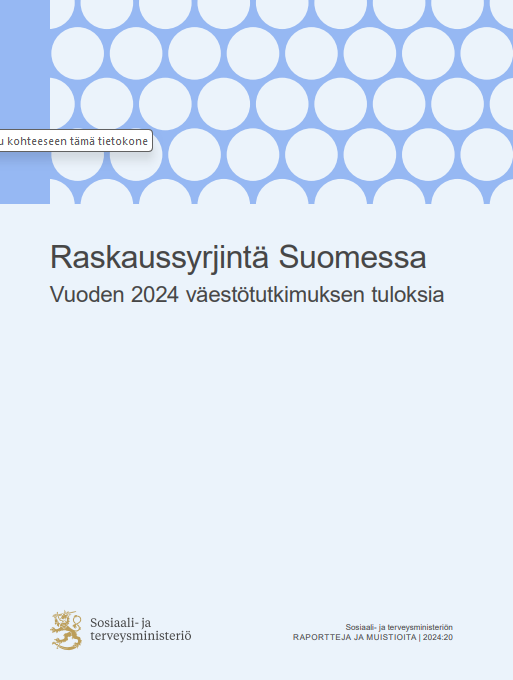 kohteeseen tämä tietokone
Raskaussyrjintä Suomessa
Vuoden 2024 väestötutkimuksen tuloksia
Sosiaali- ja
terveysministeriö
Sosiaali- ja terveysministeriön
RAPORTTEJA JA MUISTIOITA | 2024:20